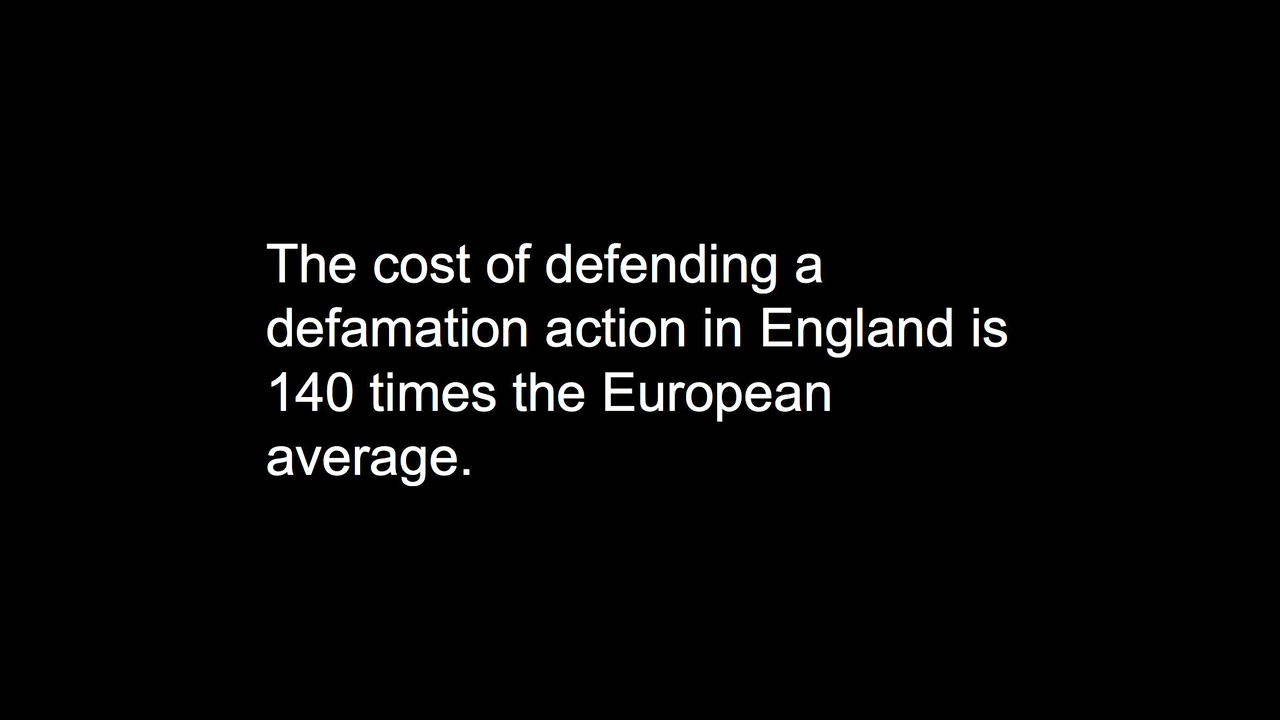 The cost of defending a
defamation action in England is
140 times the European
average.